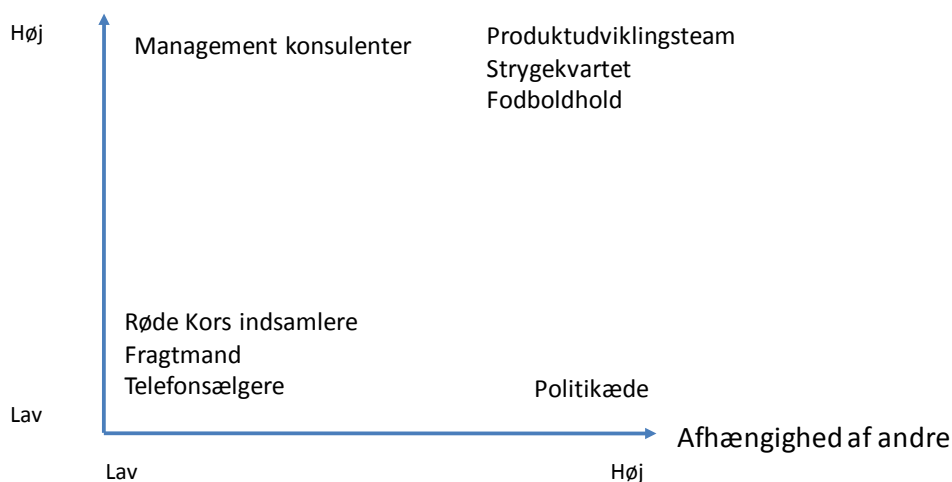 Høj
Management konsulenter
Produktudviklingsteam
Strygekvartet
Fodboldhold
Røde Kors indsamlere
Fragtmand
Telefonsælgere
Politikæde
Lav
Afhængighed af andre
Lav
Høj